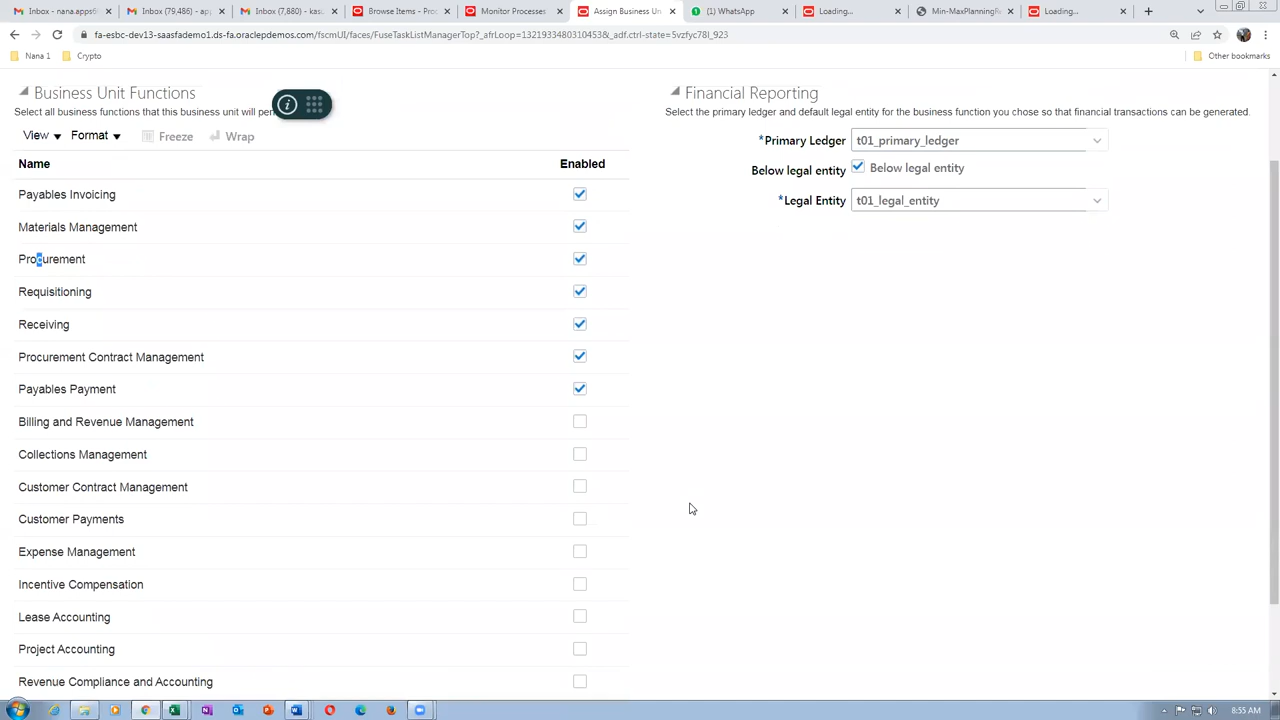 Inbox - nana.apps8
Inbox (79,486) - ap
Inbox (7,880) - kas
Browse Items - Pro
Monitor Processes
Assign Business Un
(1) WhatsApp
Loading...
Min-MaxPlanningR
Loading...
fa-esbc-dev13-saasfademo1.ds-fa.oraclepdemos.com/fscmUI/faces/FuseTaskListManagerTop?_afrLoop=13219334803104538&_adf.ctrl-state=5vzfyc78l_923
Nana 1
Crypto
Other bookmarks
Business Unit Functions
Select all business functions that this business unit will per
View
Format
Freeze
Wrap
Name
Enabled
Payables Invoicing
Materials Management
Procurement
Requisitioning
Receiving
Procurement Contract Management
Payables Payment
Billing and Revenue Management
Collections Management
Customer Contract Management
Customer Payments
Expense Management
Incentive Compensation
Lease Accounting
Project Accounting
Revenue Compliance and Accounting
Financial Reporting
Select the primary ledger and default legal entity for the business function you chose so that financial transactions can be generated.
*Primary Ledger t01_primary_ledger
Below legal entity Below legal entity
*Legal Entity t01_legal_entity
8:55 AM